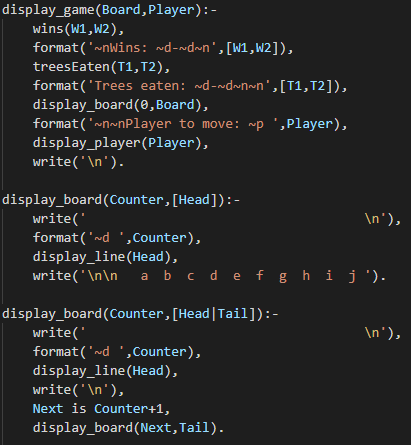 display_game(Board,Player):-
    wins(W1,W2),
    format('~nWins: ~d-~d~n',[W1,W2]),
    treesEaten(T1,T2),
    format('Trees eaten: ~d-~d~n~n',[T1,T2]),
    display_board(0,Board),
    format('~n~nPlayer to move: ~p ',Player),
    display_player(Player),
    write('\n').
display_board(Counter,[Head]):-
    write('                                        \n'),
    format('~d ',Counter),
    display_line(Head),
    write('\n\n   a  b  c  d  e  f  g  h  i  j ').
display_board(Counter,[Head|Tail]):-
    write('                                        \n'),
    format('~d ',Counter),
    display_line(Head),
    write('\n'),
    Next is Counter+1,
    display_board(Next,Tail).